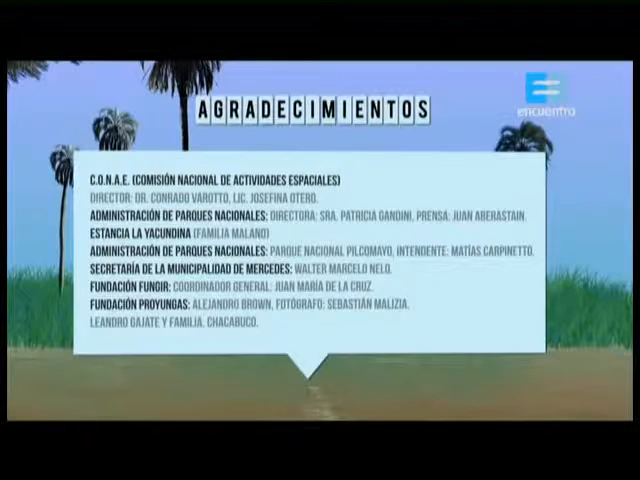 AGRADECIMIENTOS
encuentro
C.O.N.A.E. (COMISIÓN NACIONAL DE ACTIVIDADES ESPACIALES)
DIRECTOR: DR. CONRADO VAROTTO, LIC. JOSEFINA OTERO.
ADMINISTRACIÓN DE PARQUES NACIONALES: DIRECTORA: SRA. PATRICIA GANDINI, PRENSA: JUAN ABERASTAIN.
ESTANCIA LA YACUNDINA (FAMILIA MALANO)
ADMINISTRACIÓN DE PARQUES NACIONALES: PARQUE NACIONAL PILCOMAYO, INTENDENTE: MATÍAS CARPINETTO.
SECRETARÍA DE LA MUNICIPALIDAD DE MERCEDES: WALTER MARCELO NELO.
FUNDACIÓN FUNGIR: COORDINADOR GENERAL: JUAN MARÍA DE LA CRUZ.
FUNDACIÓN PROYUNGAS: ALEJANDRO BROWN, FOTÓGRAFO: SEBASTIÁN MALIZIA.
LEANDRO GAJATE Y FAMILIA. CHACABUCO.